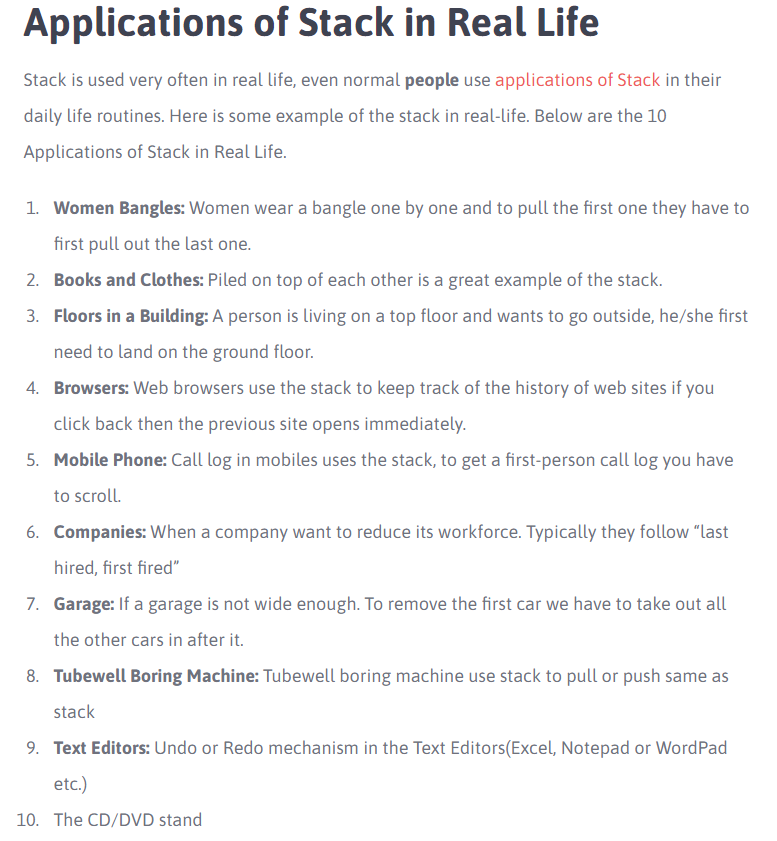 Applications of Stack in Real Life
Stack is used very often in real life, even normal people use applications of Stack in their
daily life routines. Here is some example of the stack in real-life. Below are the 10
Applications of Stack in Real Life.
1. Women Bangles: Women wear a bangle one by one and to pull the first one they have to
first pull out the last one.
2. Books and Clothes: Piled on top of each other is a great example of the stack.
3. Floors in a Building: A person is living on a top floor and wants to go outside, he/she first
need to land on the ground floor.
4. Browsers: Web browsers use the stack to keep track of the history of web sites if you
click back then the previous site opens immediately.
5. Mobile Phone: Call log in mobiles uses the stack, to get a first-person call log you have
to scroll.
6. Companies: When a company want to reduce its workforce. Typically they follow “last
hired, first fired”
7. Garage: If a garage is not wide enough. To remove the first car we have to take out all
the other cars in after it.
8. Tubewell Boring Machine: Tubewell boring machine use stack to pull or push same as
stack
9. Text Editors: Undo or Redo mechanism in the Text Editors(Excel, Notepad or WordPad
etc.)
10. The CD/DVD stand